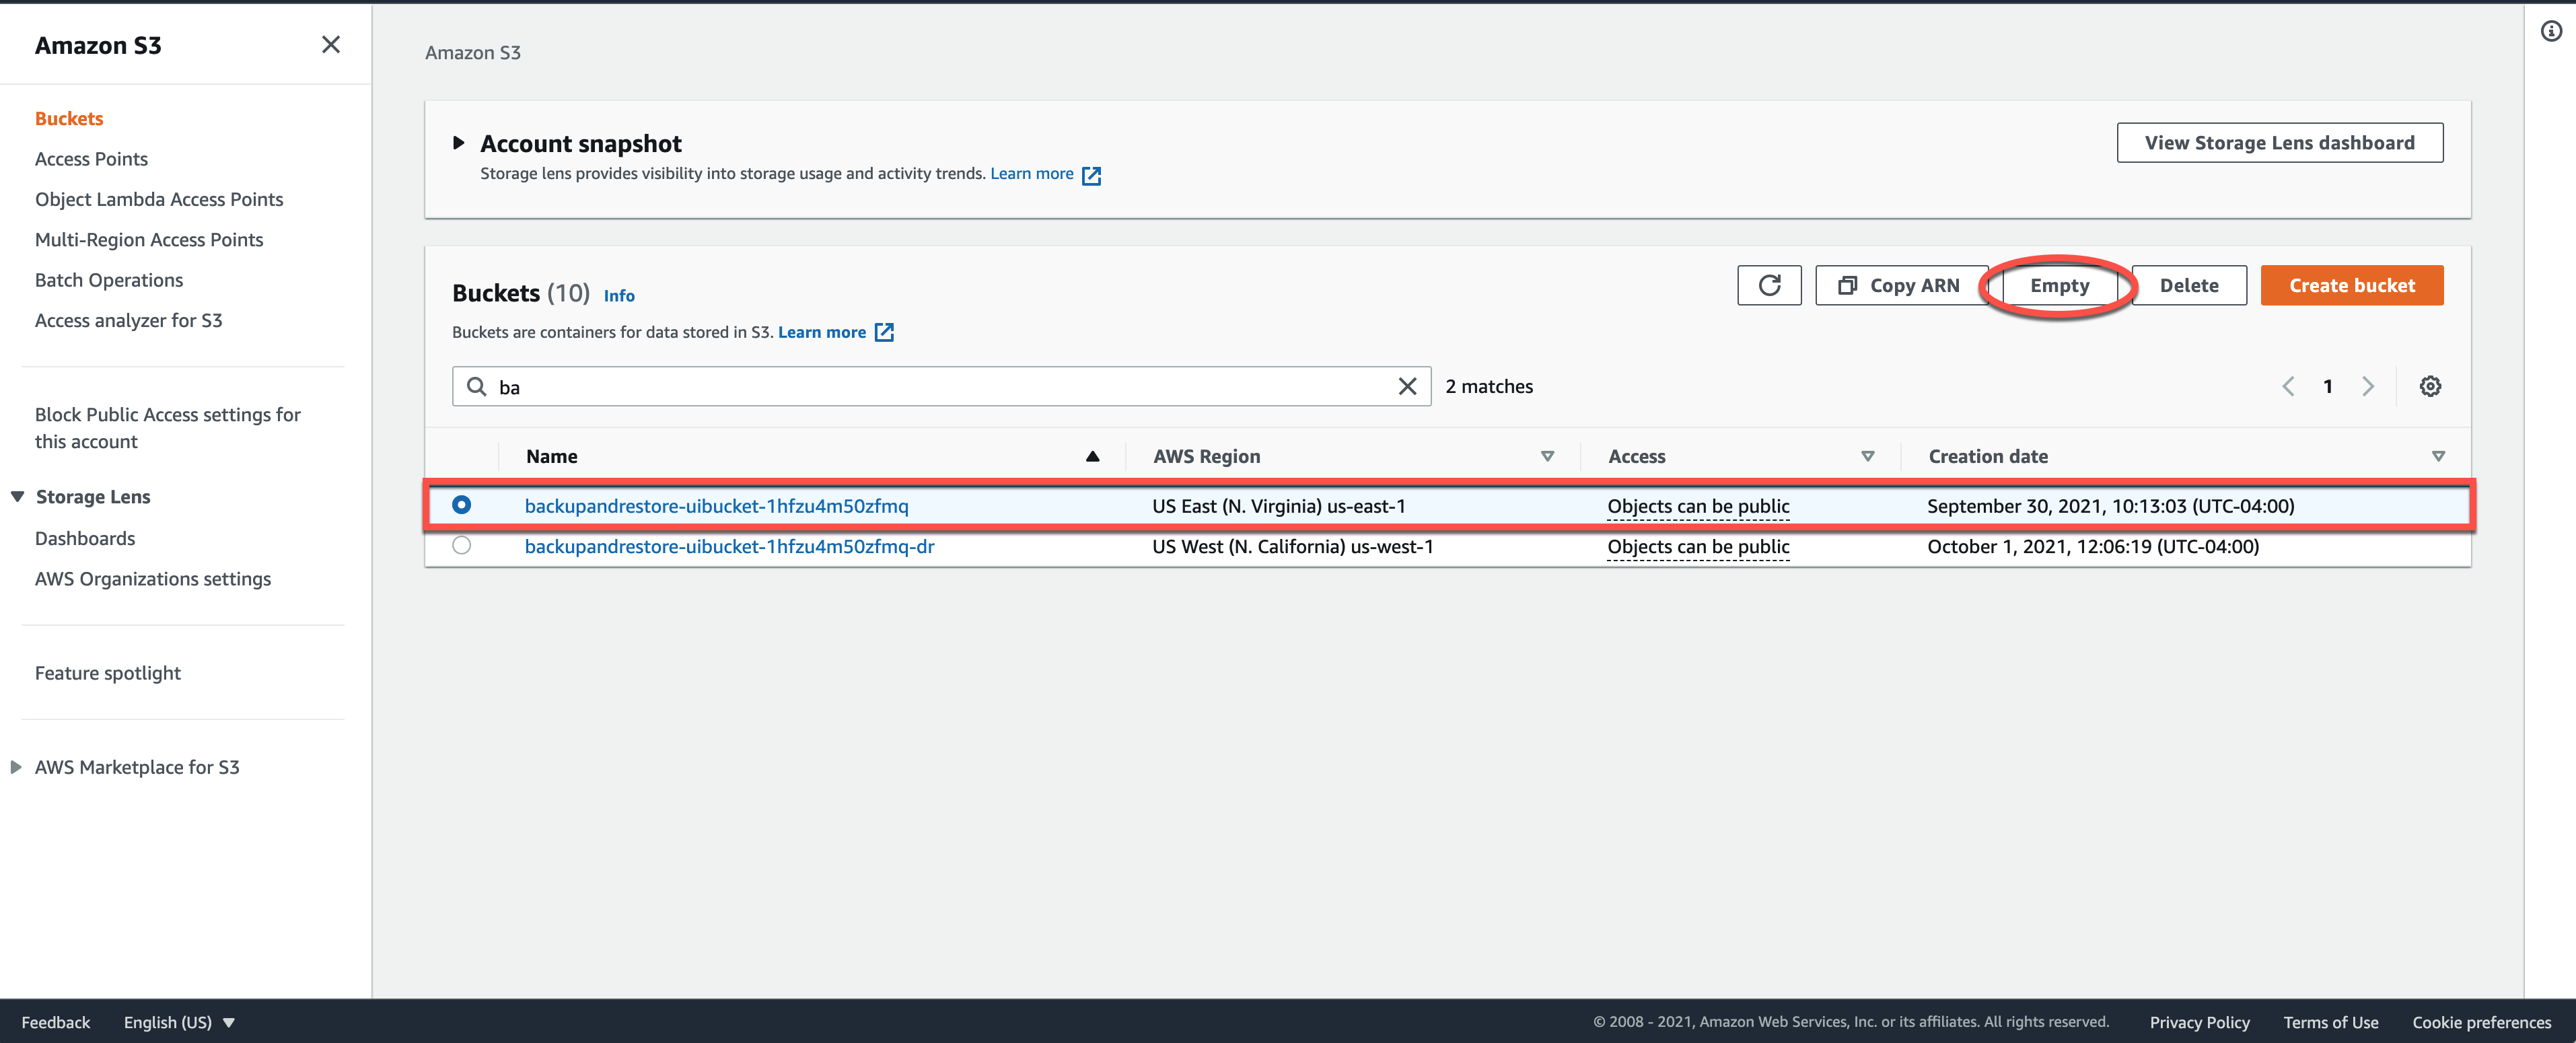 Amazon S3
Buckets
Access Points
Object Lambda Access Points
Multi-Region Access Points
Batch Operations
Access analyzer for S3
Block Public Access settings for
this account
Storage Lens
Dashboards
AWS Organizations settings
Feature spotlight
AWS Marketplace for S3
Amazon S3
Account snapshot
View Storage Lens dashboard
Storage lens provides visibility into storage usage and activity trends. Learn more
Buckets (10) Info
Copy ARN Empty Delete Create bucket
Buckets are containers for data stored in S3. Learn more
ba 2 matches 1
Name AWS Region Access Creation date
backupandrestore-uibucket-1hfzu4m50zfmq US East (N. Virginia) us-east-1 Objects can be public September 30, 2021, 10:13:03 (UTC-04:00)
backupandrestore-uibucket-1hfzu4m50zfmq-dr US West (N. California) us-west-1 Objects can be public October 1, 2021, 12:06:19 (UTC-04:00)
Feedback English (US) © 2008 - 2021, Amazon Web Services, Inc. or its affiliates. All rights reserved. Privacy Policy Terms of Use Cookie preferences